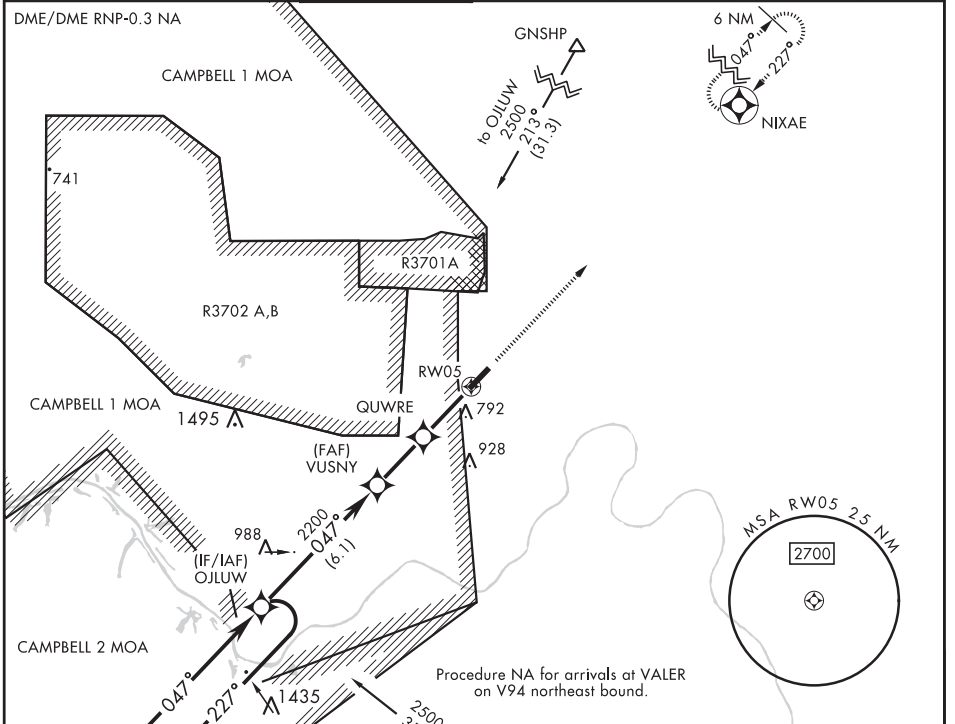 DME/DME RNP-0.3 NA
6 NM
047°
227°
NIXAE
GNSHP
to OJLUW
2500
213°
(31.3)
CAMPBELL 1 MOA
741
R3701A
R3702 A,B
RW05
792
QUWRE
CAMPBELL 1 MOA
1495
(FAF)
VUSNY
928
2200
047°
(6.1)
988
(IF/IAF)
OJLUW
MSA RW05 25 NM
2700
CAMPBELL 2 MOA
047°
227°
1435
Procedure NA for arrivals at VALER
on V94 northeast bound.
2500